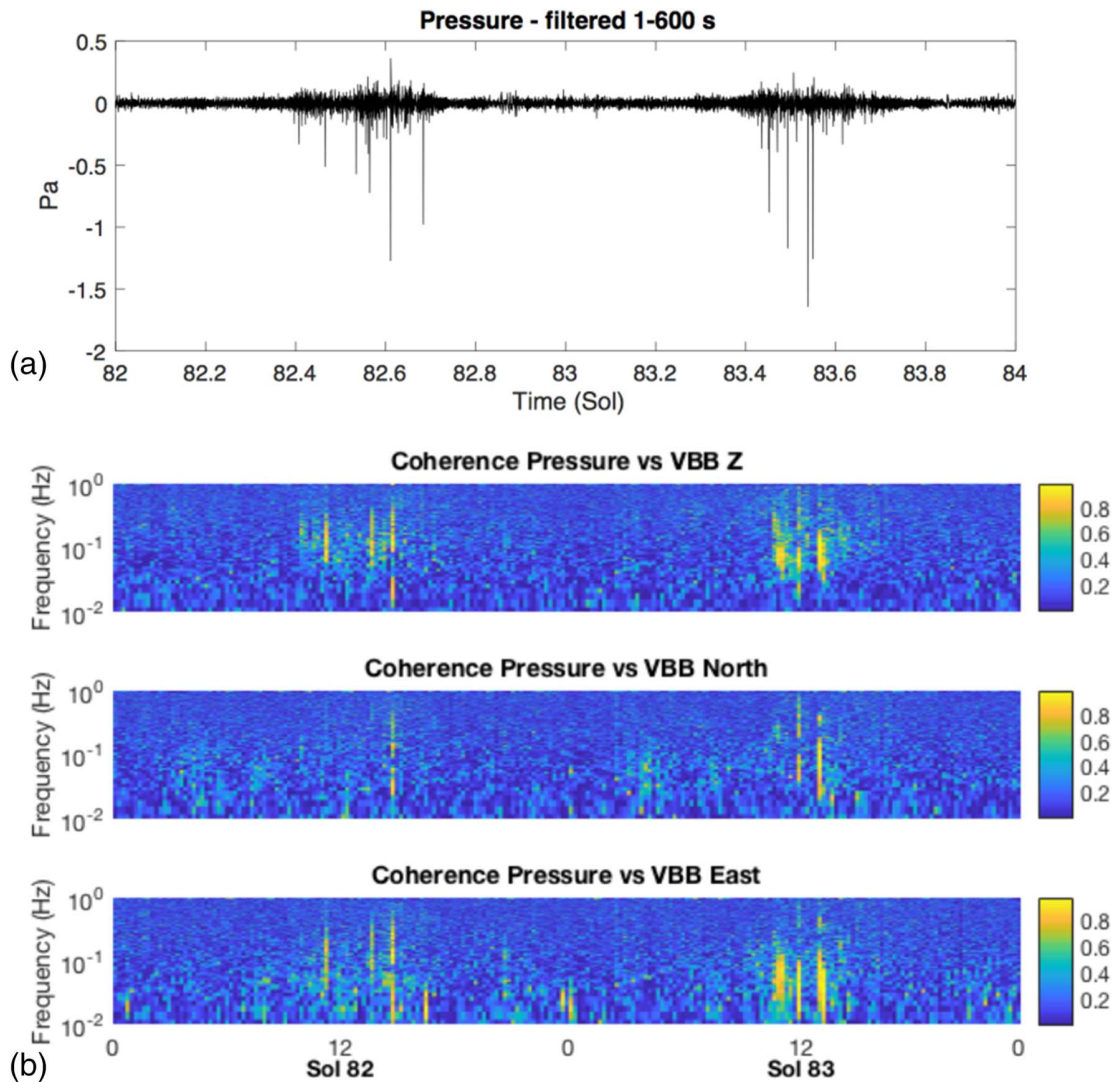 Pressure - filtered 1-600 s
0.5
0
-0.5
-1
-1.5
-2
Pa
82 82.2 82.4 82.6 82.8 83 83.2 83.4 83.6 83.8 84
Time (Sol)
(a)
Coherence Pressure vs VBB Z
Frequency (Hz)
10^0
10^-1
10^-2
0.8
0.6
0.4
0.2
Coherence Pressure vs VBB North
Frequency (Hz)
10^0
10^-1
10^-2
0.8
0.6
0.4
0.2
Coherence Pressure vs VBB East
Frequency (Hz)
10^0
10^-1
10^-2
0.8
0.6
0.4
0.2
0 12 0 12 0
Sol 82 Sol 83
(b)